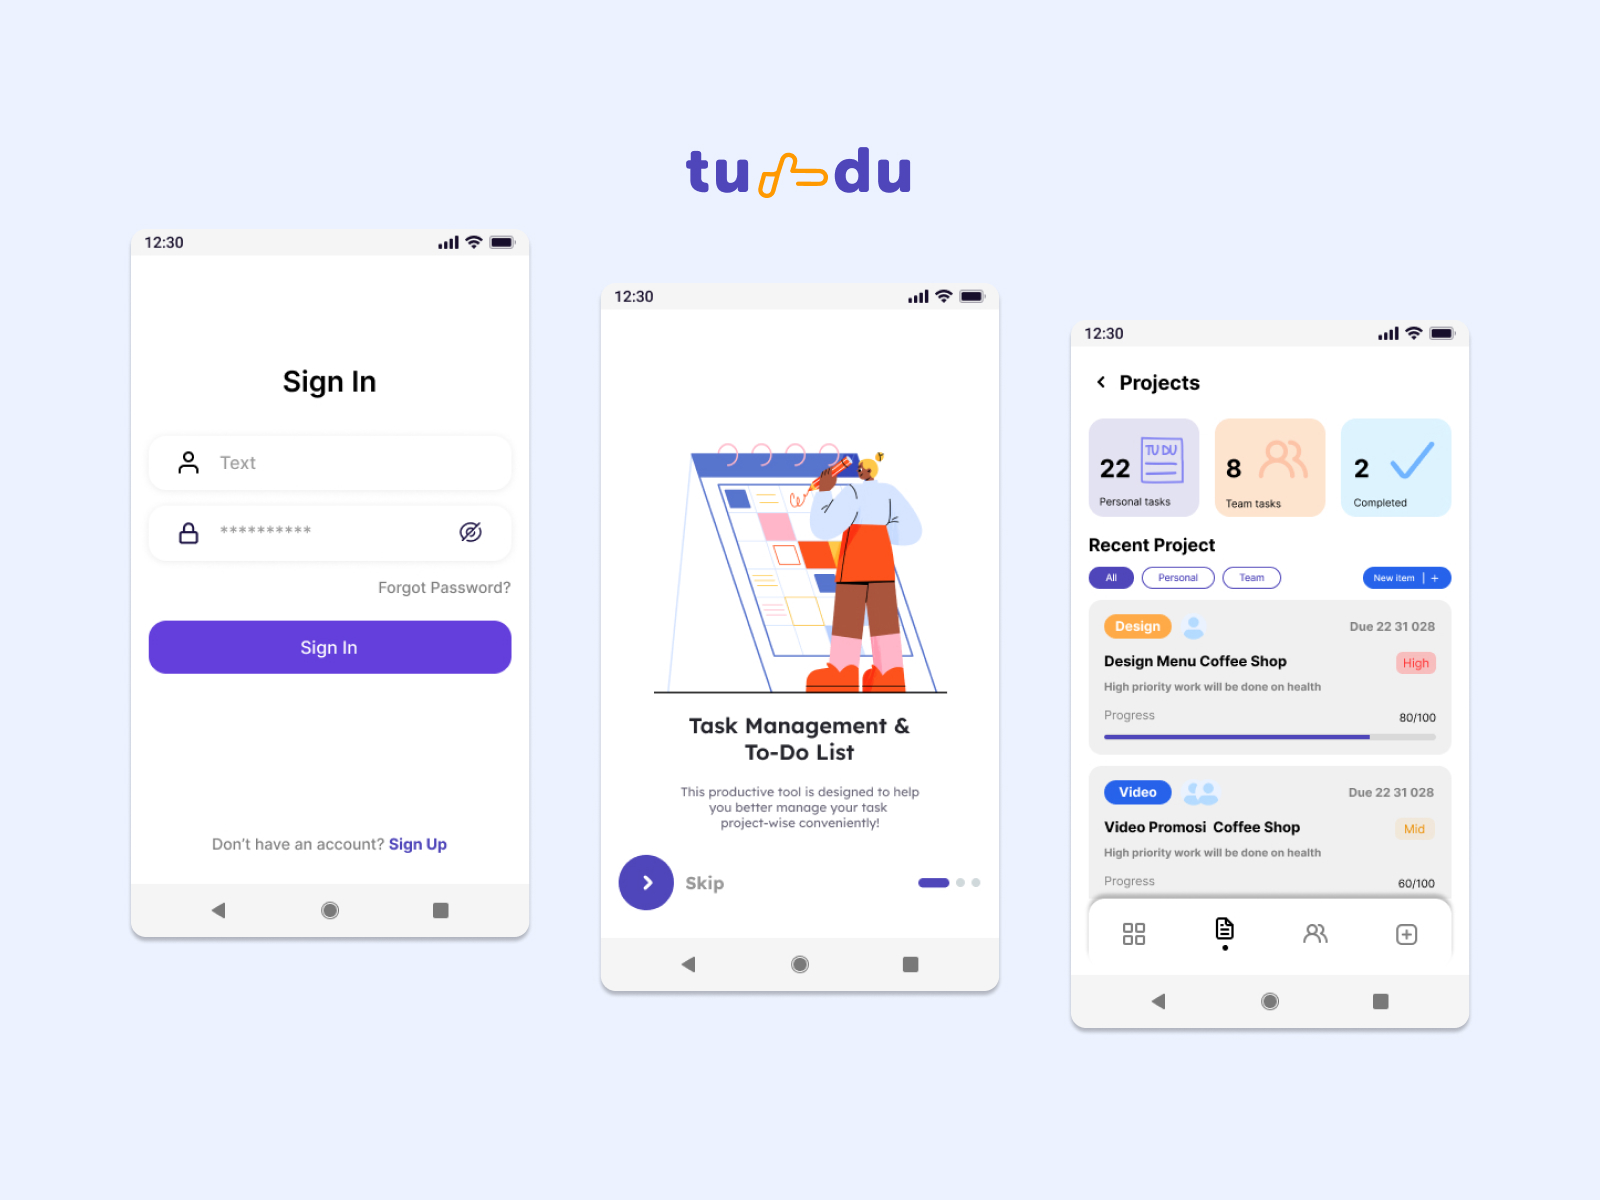 tu du
12:30
Sign In
Text
**********
Forgot Password?
Sign In
Don't have an account? Sign Up
12:30
Task Management &
To-Do List
This productive tool is designed to help
you better manage your task
project-wise conveniently!
Skip
12:30
Projects
22
TU DU
Personal tasks
8
Team tasks
2
Completed
Recent Project
All
Personal
Team
New item | +
Design
Due 22 31 028
Design Menu Coffee Shop
High
High priority work will be done on health
Progress
80/100
Video
Due 22 31 028
Video Promosi Coffee Shop
Mid
High priority work will be done on health
Progress
60/100